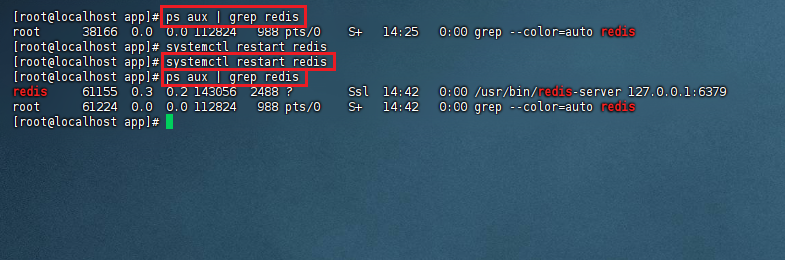 [root@localhost app]# ps aux | grep redis
root 38166 0.0 0.0 112824 988 pts/0 S+ 14:25 0:00 grep --color=auto redis
[root@localhost app]# systemctl restart redis
[root@localhost app]# systemctl restart redis
[root@localhost app]# ps aux | grep redis
redis 61155 0.3 0.2 143056 2488 ? Ssl 14:42 0:00 /usr/bin/redis-server 127.0.0.1:6379
root 61224 0.0 0.0 112824 988 pts/0 S+ 14:42 0:00 grep --color=auto redis
[root@localhost app]#